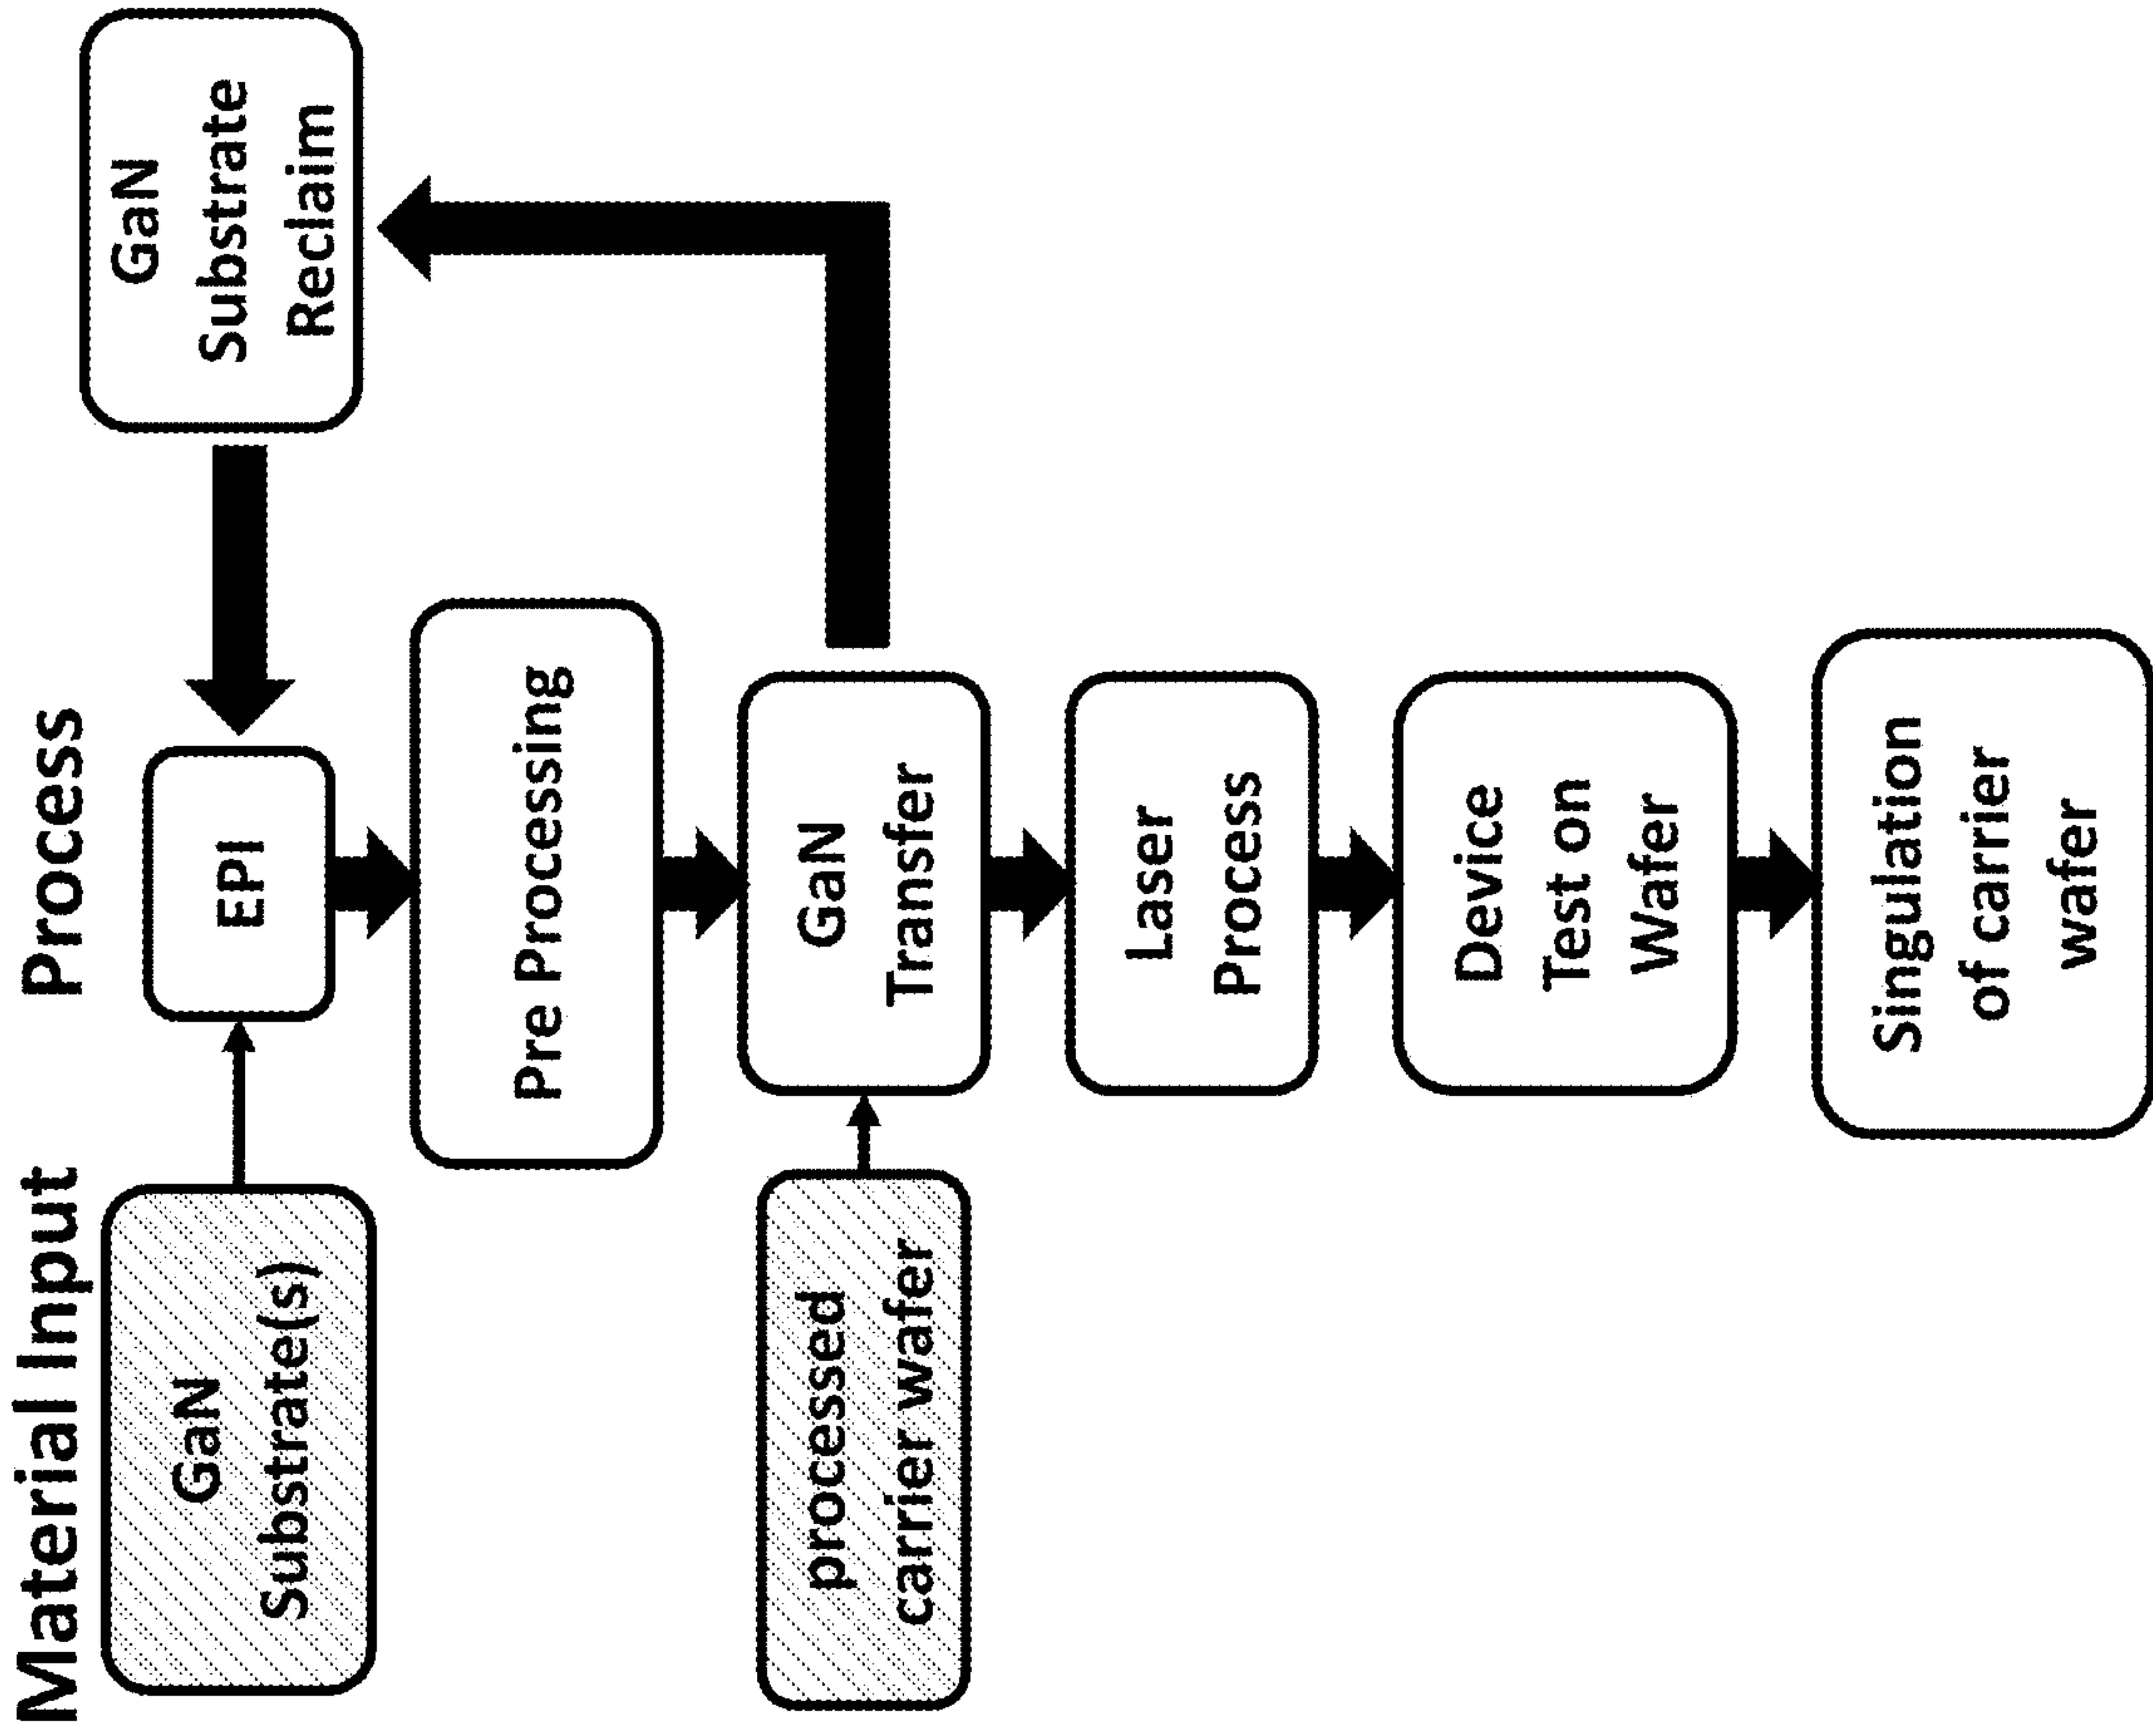 Material Input
Process
GaN
Substrate(s)
EPI
GaN
Substrate
Reclaim
Pre Processing
processed
carrier wafer
GaN
Transfer
Laser
Process
Device
Test on
Wafer
Singulation
of carrier
wafer